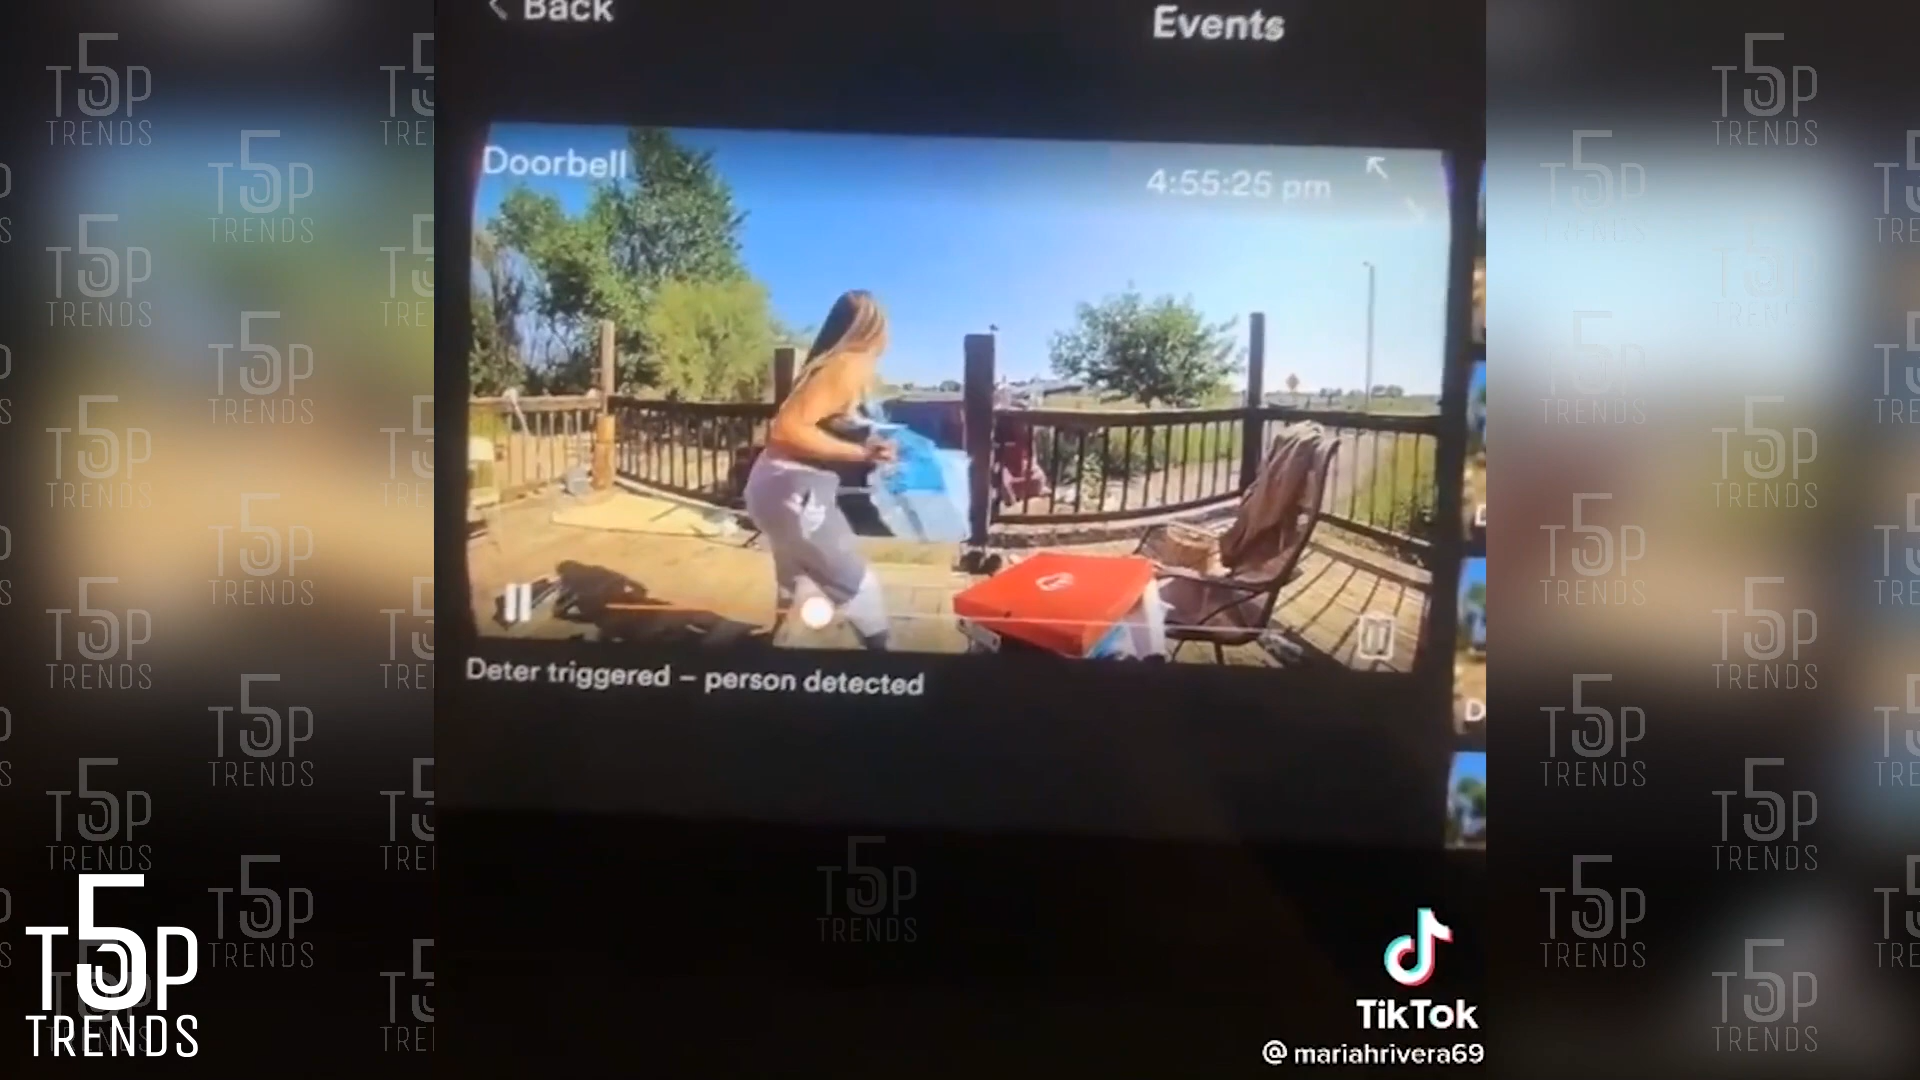 Back
Events
Doorbell
4:55:25 pm
Deter triggered – person detected
D
T5P
TRENDS
TikTok
@mariahrivera69